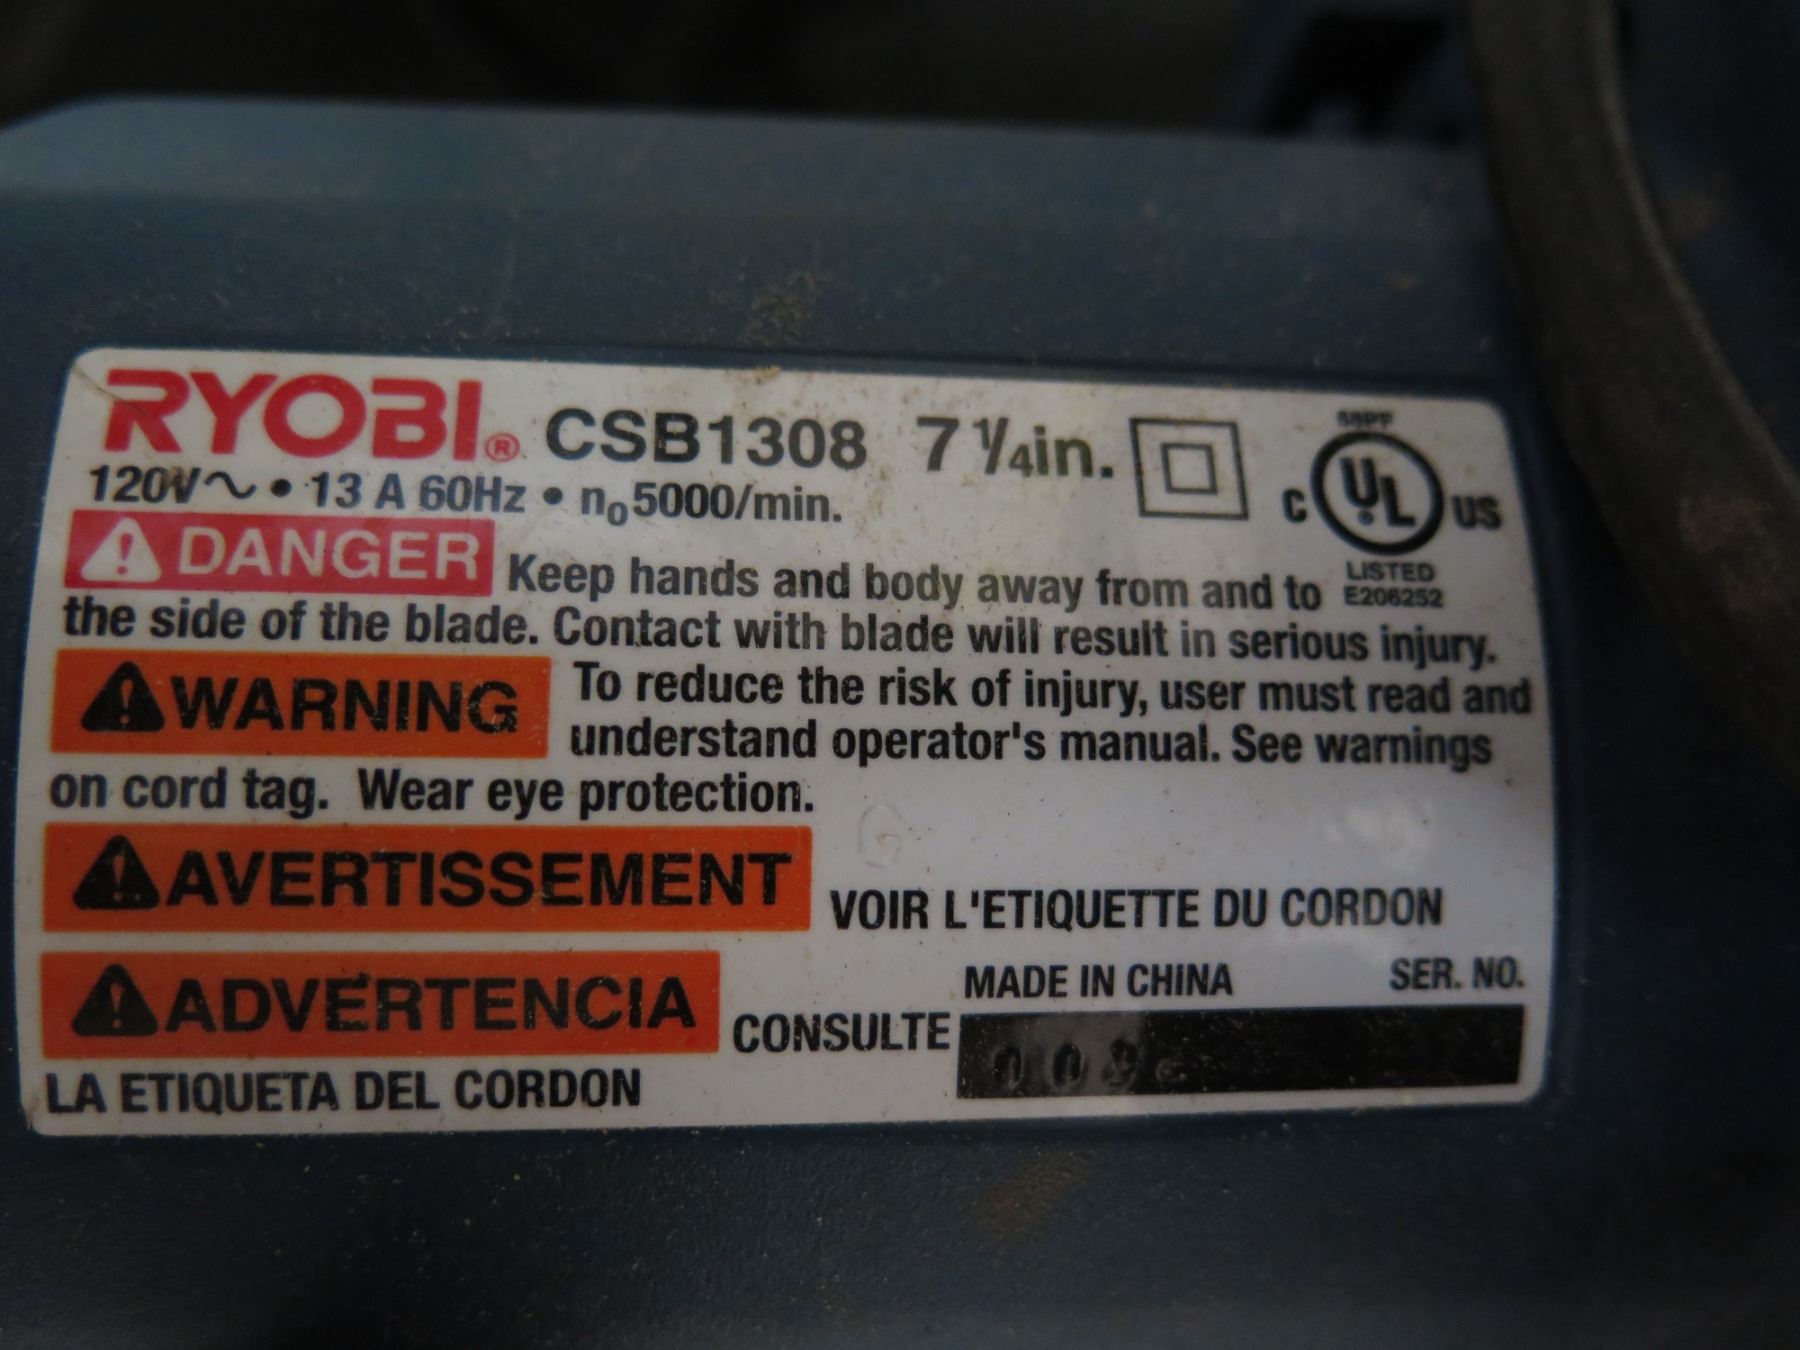 RYOBI® CSB1308 7 1/4in.
58PF
C UL US
120V~ • 13 A 60Hz • n₀5000/min.
LISTED
E206252
DANGER Keep hands and body away from and to
the side of the blade. Contact with blade will result in serious injury.
WARNING To reduce the risk of injury, user must read and
understand operator's manual. See warnings
on cord tag. Wear eye protection.
AVERTISSEMENT VOIR L'ETIQUETTE DU CORDON
MADE IN CHINA SER. NO.
ADVERTENCIA CONSULTE
LA ETIQUETA DEL CORDON